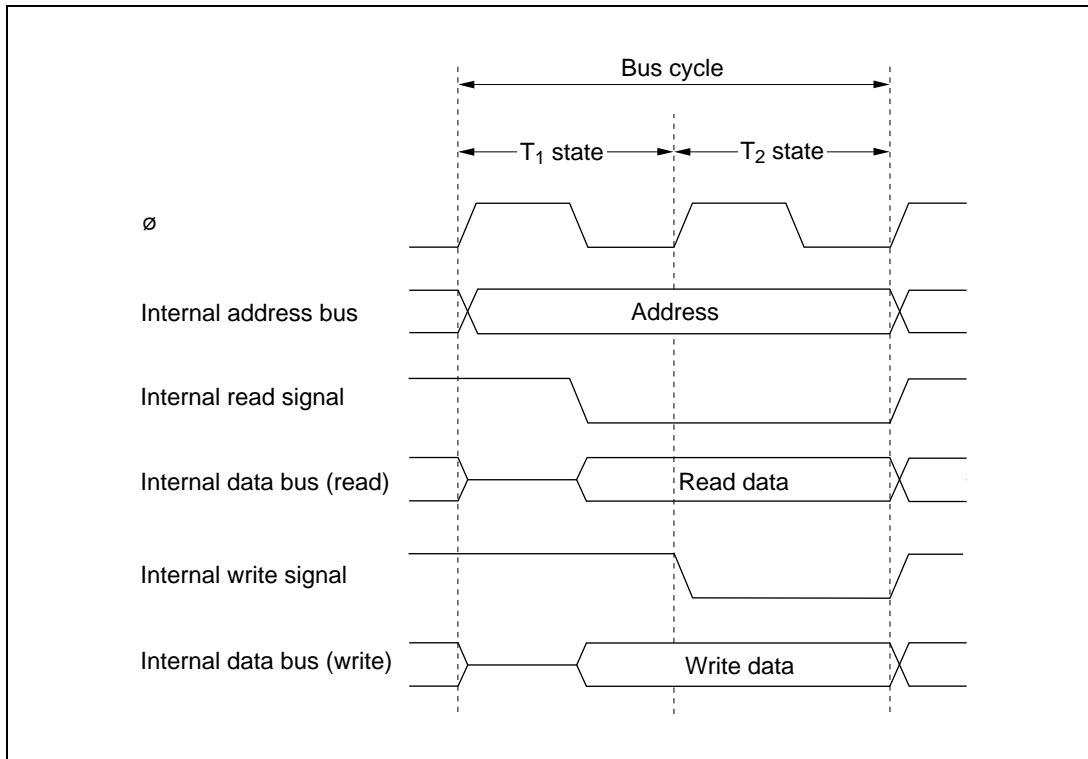 Bus cycle
T₁ state
T₂ state
ø
Internal address bus
Address
Internal read signal
Internal data bus (read)
Read data
Internal write signal
Internal data bus (write)
Write data